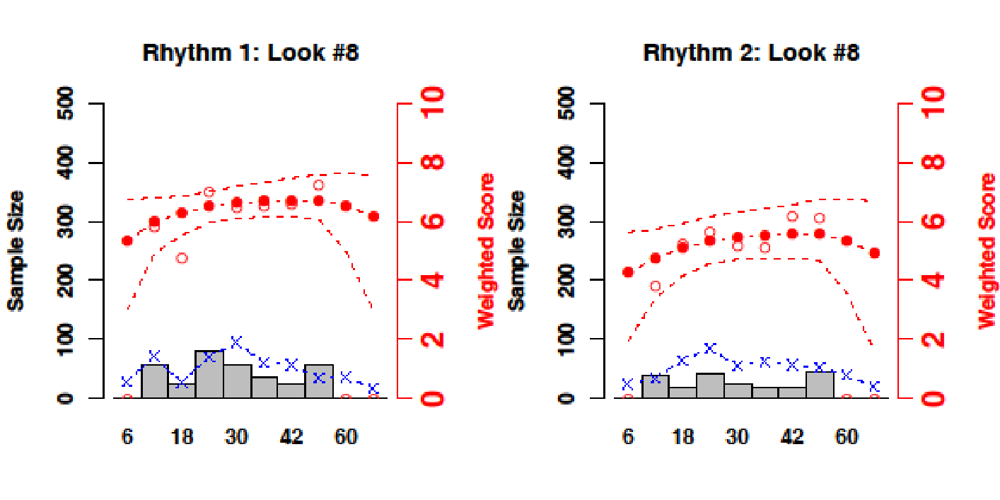 Rhythm 1: Look #8
Sample Size
0 100 200 300 400 500
6 18 30 42 60
0 2 4 6 8 10
Weighted Score
Rhythm 2: Look #8
Sample Size
0 100 200 300 400 500
6 18 30 42 60
0 2 4 6 8 10
Weighted Score